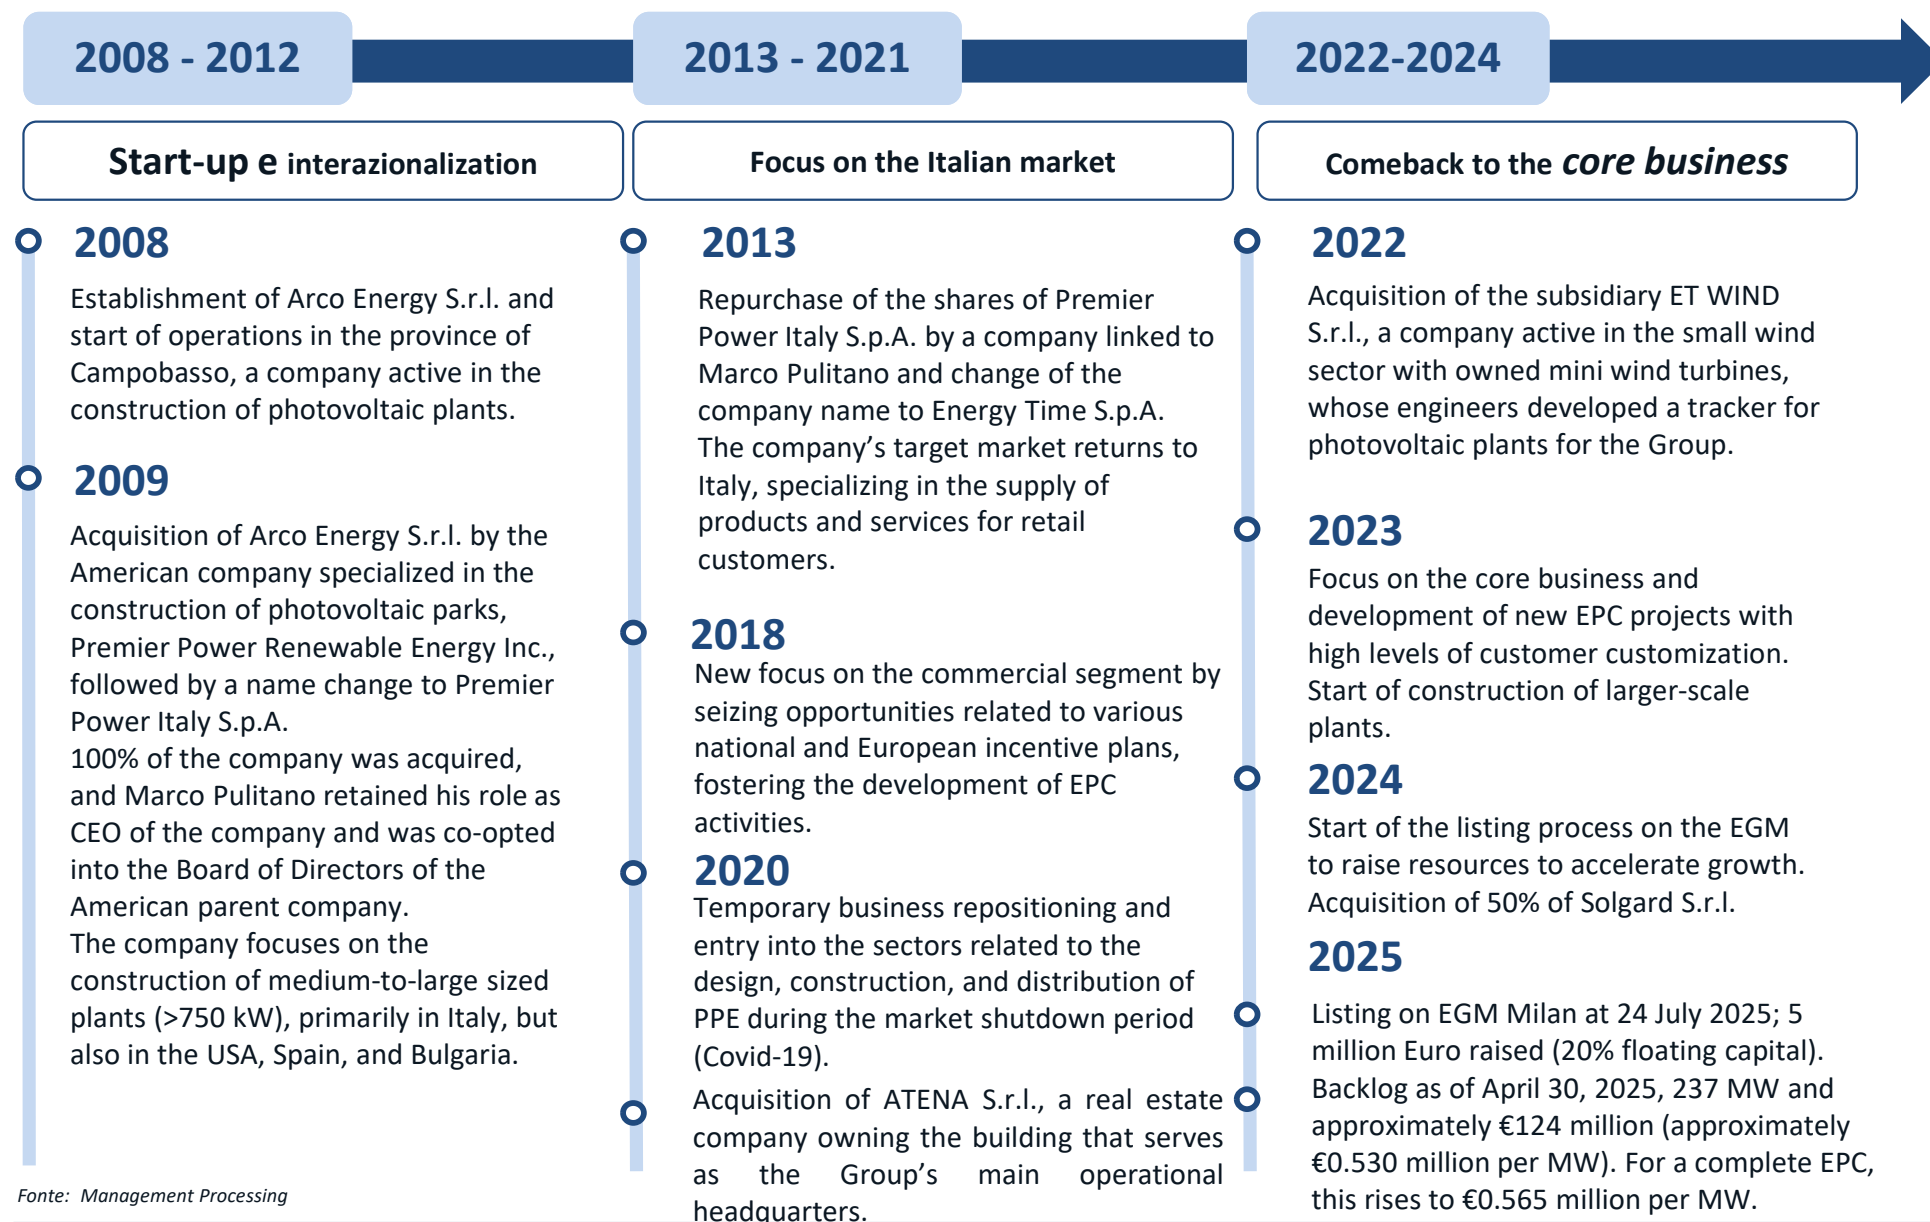 2008 - 2012
2013 - 2021
2022-2024
Start-up e interazionalization
Focus on the Italian market
Comeback to the core business
2008
Establishment of Arco Energy S.r.l. and
start of operations in the province of
Campobasso, a company active in the
construction of photovoltaic plants.
2009
Acquisition of Arco Energy S.r.l. by the
American company specialized in the
construction of photovoltaic parks,
Premier Power Renewable Energy Inc.,
followed by a name change to Premier
Power Italy S.p.A.
100% of the company was acquired,
and Marco Pulitano retained his role as
CEO of the company and was co-opted
into the Board of Directors of the
American parent company.
The company focuses on the
construction of medium-to-large sized
plants (>750 kW), primarily in Italy, but
also in the USA, Spain, and Bulgaria.
2013
Repurchase of the shares of Premier
Power Italy S.p.A. by a company linked to
Marco Pulitano and change of the
company name to Energy Time S.p.A.
The company’s target market returns to
Italy, specializing in the supply of
products and services for retail
customers.
2018
New focus on the commercial segment by
seizing opportunities related to various
national and European incentive plans,
fostering the development of EPC
activities.
2020
Temporary business repositioning and
entry into the sectors related to the
design, construction, and distribution of
PPE during the market shutdown period
(Covid-19).
Acquisition of ATENA S.r.l., a real estate
company owning the building that serves
as the Group’s main operational
headquarters.
2022
Acquisition of the subsidiary ET WIND
S.r.l., a company active in the small wind
sector with owned mini wind turbines,
whose engineers developed a tracker for
photovoltaic plants for the Group.
2023
Focus on the core business and
development of new EPC projects with
high levels of customer customization.
Start of construction of larger-scale
plants.
2024
Start of the listing process on the EGM
to raise resources to accelerate growth.
Acquisition of 50% of Solgard S.r.l.
2025
Listing on EGM Milan at 24 July 2025; 5
million Euro raised (20% floating capital).
Backlog as of April 30, 2025, 237 MW and
approximately €124 million (approximately
€0.530 million per MW). For a complete EPC,
this rises to €0.565 million per MW.
Fonte: Management Processing